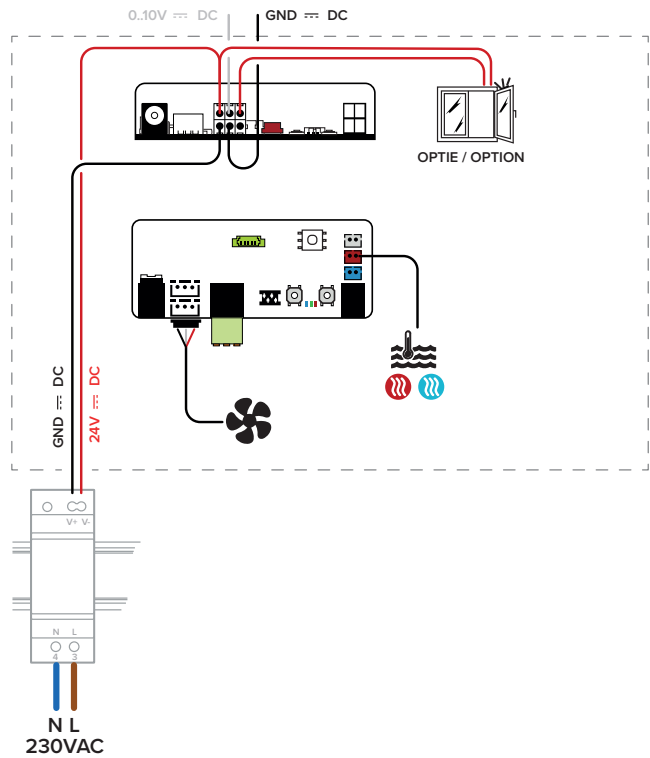 0..10V ⎓ DC
GND ⎓ DC
OPTIE / OPTION
GND ⎓ DC
24V ⎓ DC
V+ V-
N L
4 3
N L
230VAC